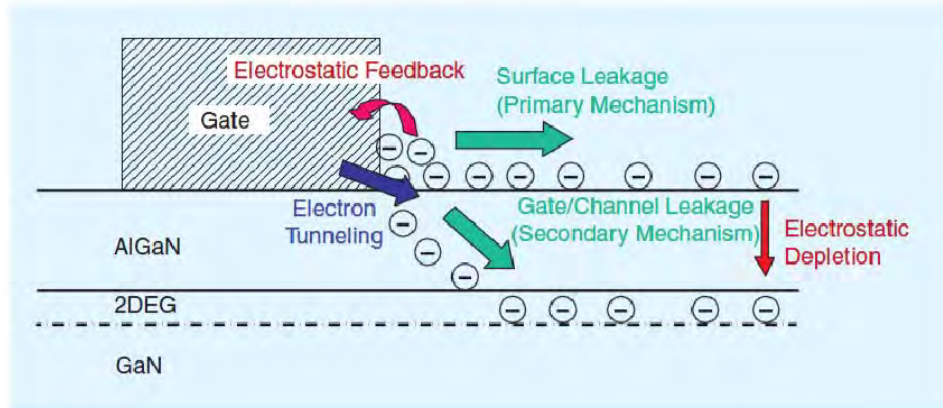 Electrostatic Feedback
Surface Leakage
(Primary Mechanism)
Gate
Electron
Tunneling
Gate/Channel Leakage
(Secondary Mechanism)
Electrostatic
Depletion
AlGaN
2DEG
GaN